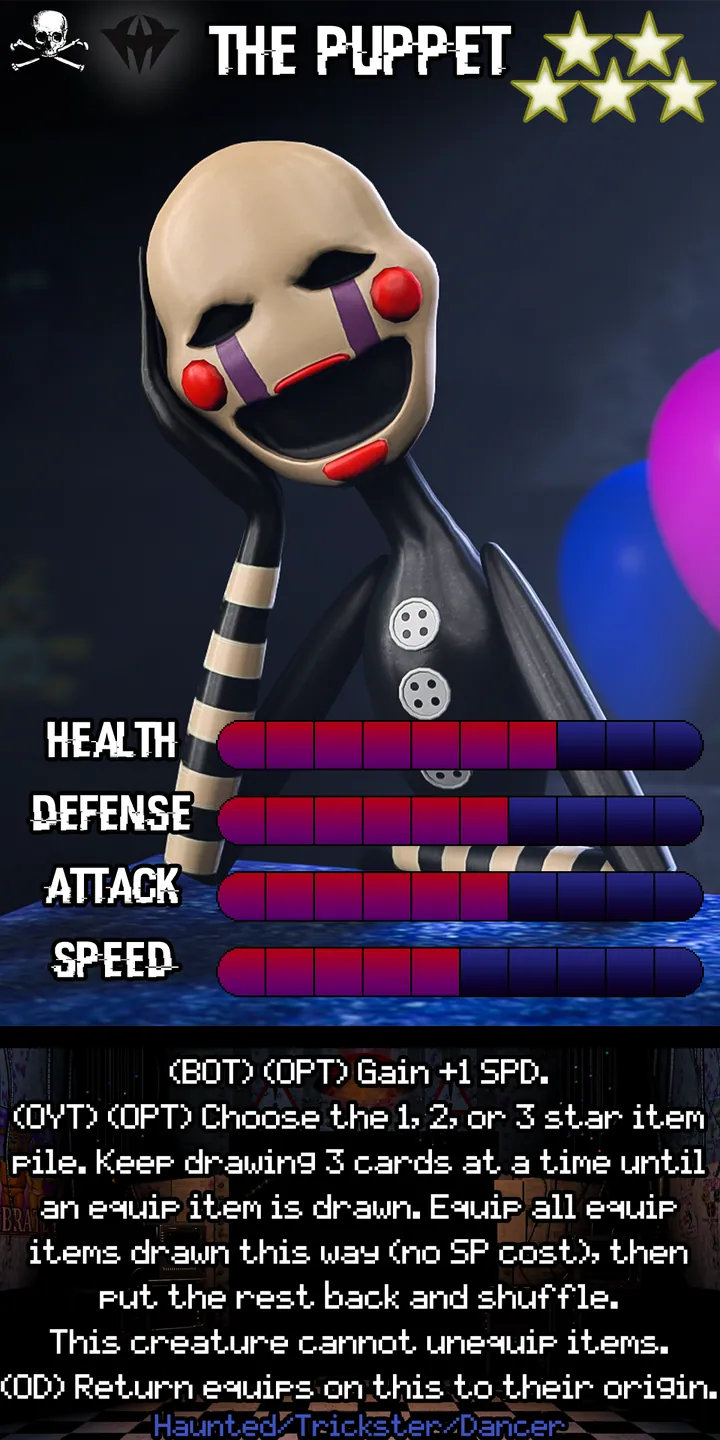 THE PUPPET
HEALTH
DEFENSE
ATTACK
SPEED
(BOT) (OPT) Gain +1 SPD.
(OYT) (OPT) Choose the 1, 2, or 3 star item
pile. Keep drawing 3 cards at a time until
an equip item is drawn. Equip all equip
items drawn this way (no SP cost), then
put the rest back and shuffle.
This creature cannot unequip items.
(OD) Return equips on this to their origin.
Haunted/Trickster/Dancer